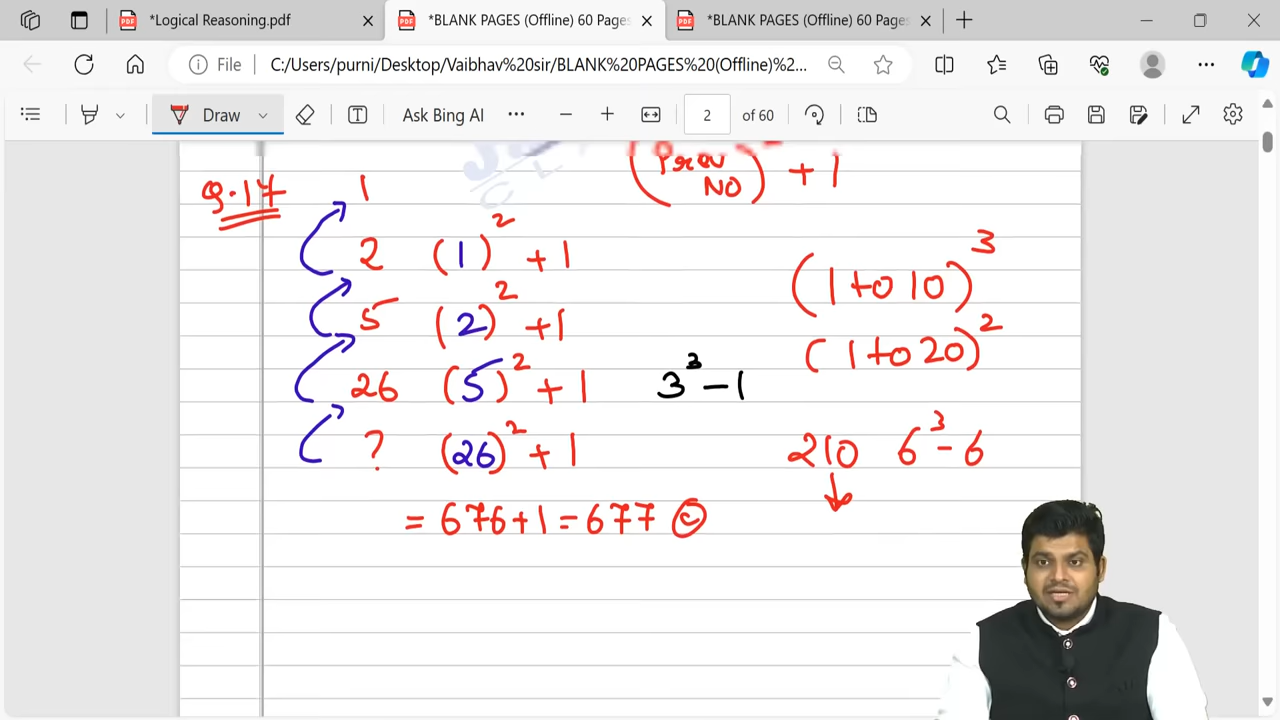 *Logical Reasoning.pdf
*BLANK PAGES (Offline) 60 Pages
*BLANK PAGES (Offline) 60 Pages
File
C:/Users/purni/Desktop/Vaibhav%20sir/BLANK%20PAGES%20(Offline)%2...
Draw
Ask Bing AI
2 of 60
(Prev NO)² + 1
Q.17
1
2 (1)² + 1
5 (2)² + 1
26 (5)² + 1
? (26)² + 1
= 676 + 1 = 677 ©
3³ – 1
(1 to 10)³
(1 to 20)²
210 6³ – 6